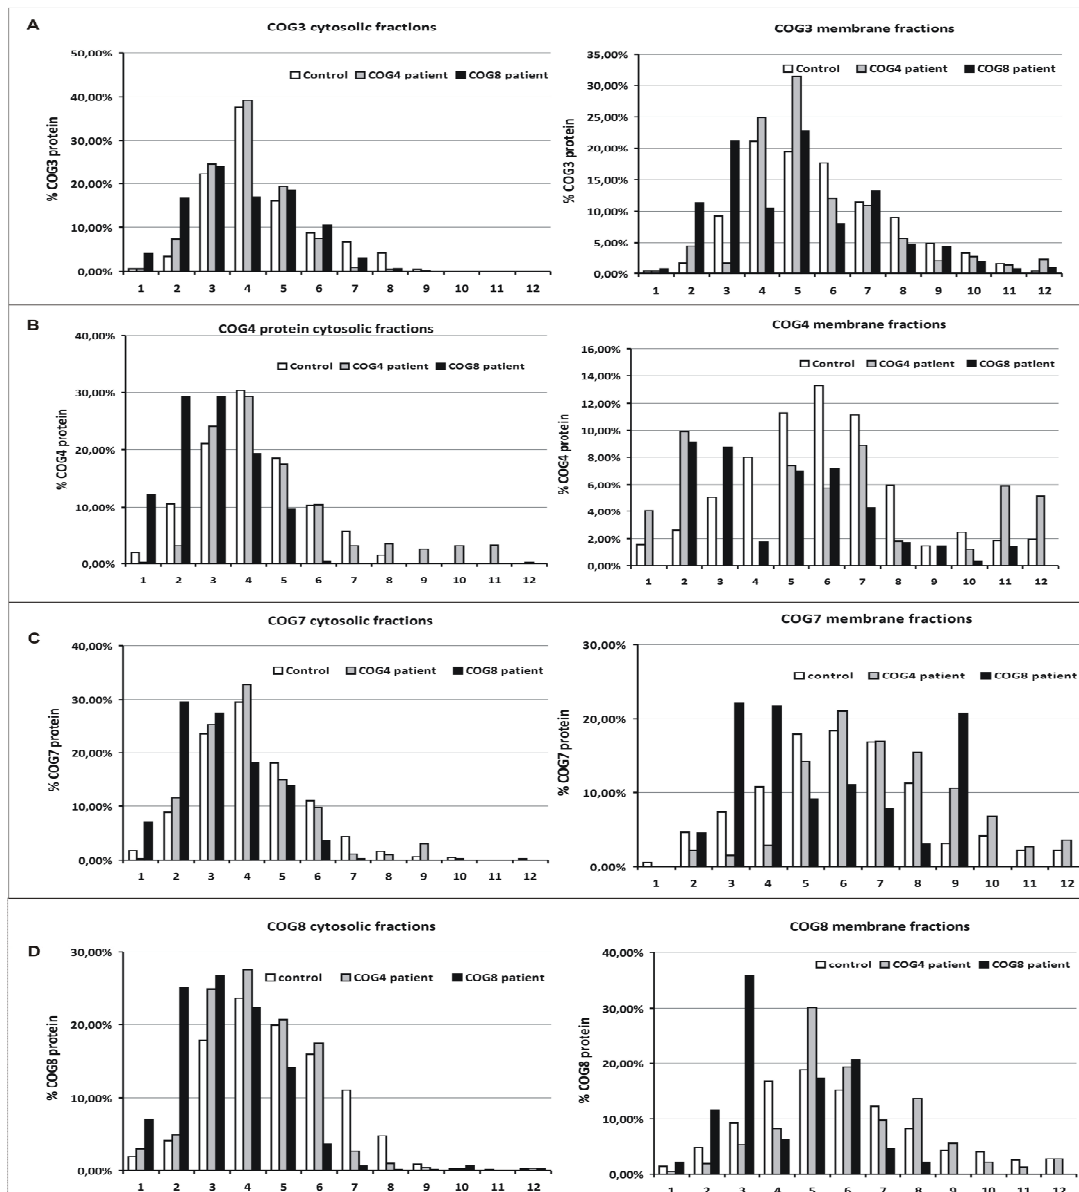 A
COG3 cytosolic fractions
50,00%
40,00%
30,00%
20,00%
10,00%
0,00%
% COG3 protein
Control COG4 patient COG8 patient
1 2 3 4 5 6 7 8 9 10 11 12
COG3 membrane fractions
35,00%
30,00%
25,00%
20,00%
15,00%
10,00%
5,00%
0,00%
% COG3 protein
Control COG4 patient COG8 patient
1 2 3 4 5 6 7 8 9 10 11 12
B
COG4 protein cytosolic fractions
40,00%
30,00%
20,00%
10,00%
0,00%
% COG4 protein
Control COG4 patient COG8 patient
1 2 3 4 5 6 7 8 9 10 11 12
COG4 membrane fractions
16,00%
14,00%
12,00%
10,00%
8,00%
6,00%
4,00%
2,00%
0,00%
% COG4 protein
Control COG4 patient COG8 patient
1 2 3 4 5 6 7 8 9 10 11 12
C
COG7 cytosolic fractions
40,00%
30,00%
20,00%
10,00%
0,00%
% COG7 protein
Control COG4 patient COG8 patient
1 2 3 4 5 6 7 8 9 10 11 12
COG7 membrane fractions
30,00%
20,00%
10,00%
0.00%
% COG7 protein
control COG4 patient COG8 patient
1 2 3 4 5 6 7 8 9 10 11 12
D
COG8 cytosolic fractions
30,00%
20,00%
10,00%
0,00%
% COG8 protein
control COG4 patient COG8 patient
1 2 3 4 5 6 7 8 9 10 11 12
COG8 membrane fractions
40,00%
30,00%
20,00%
10,00%
0,00%
% COG8 protein
control COG4 patient COG8 patient
1 2 3 4 5 6 7 8 9 10 11 12